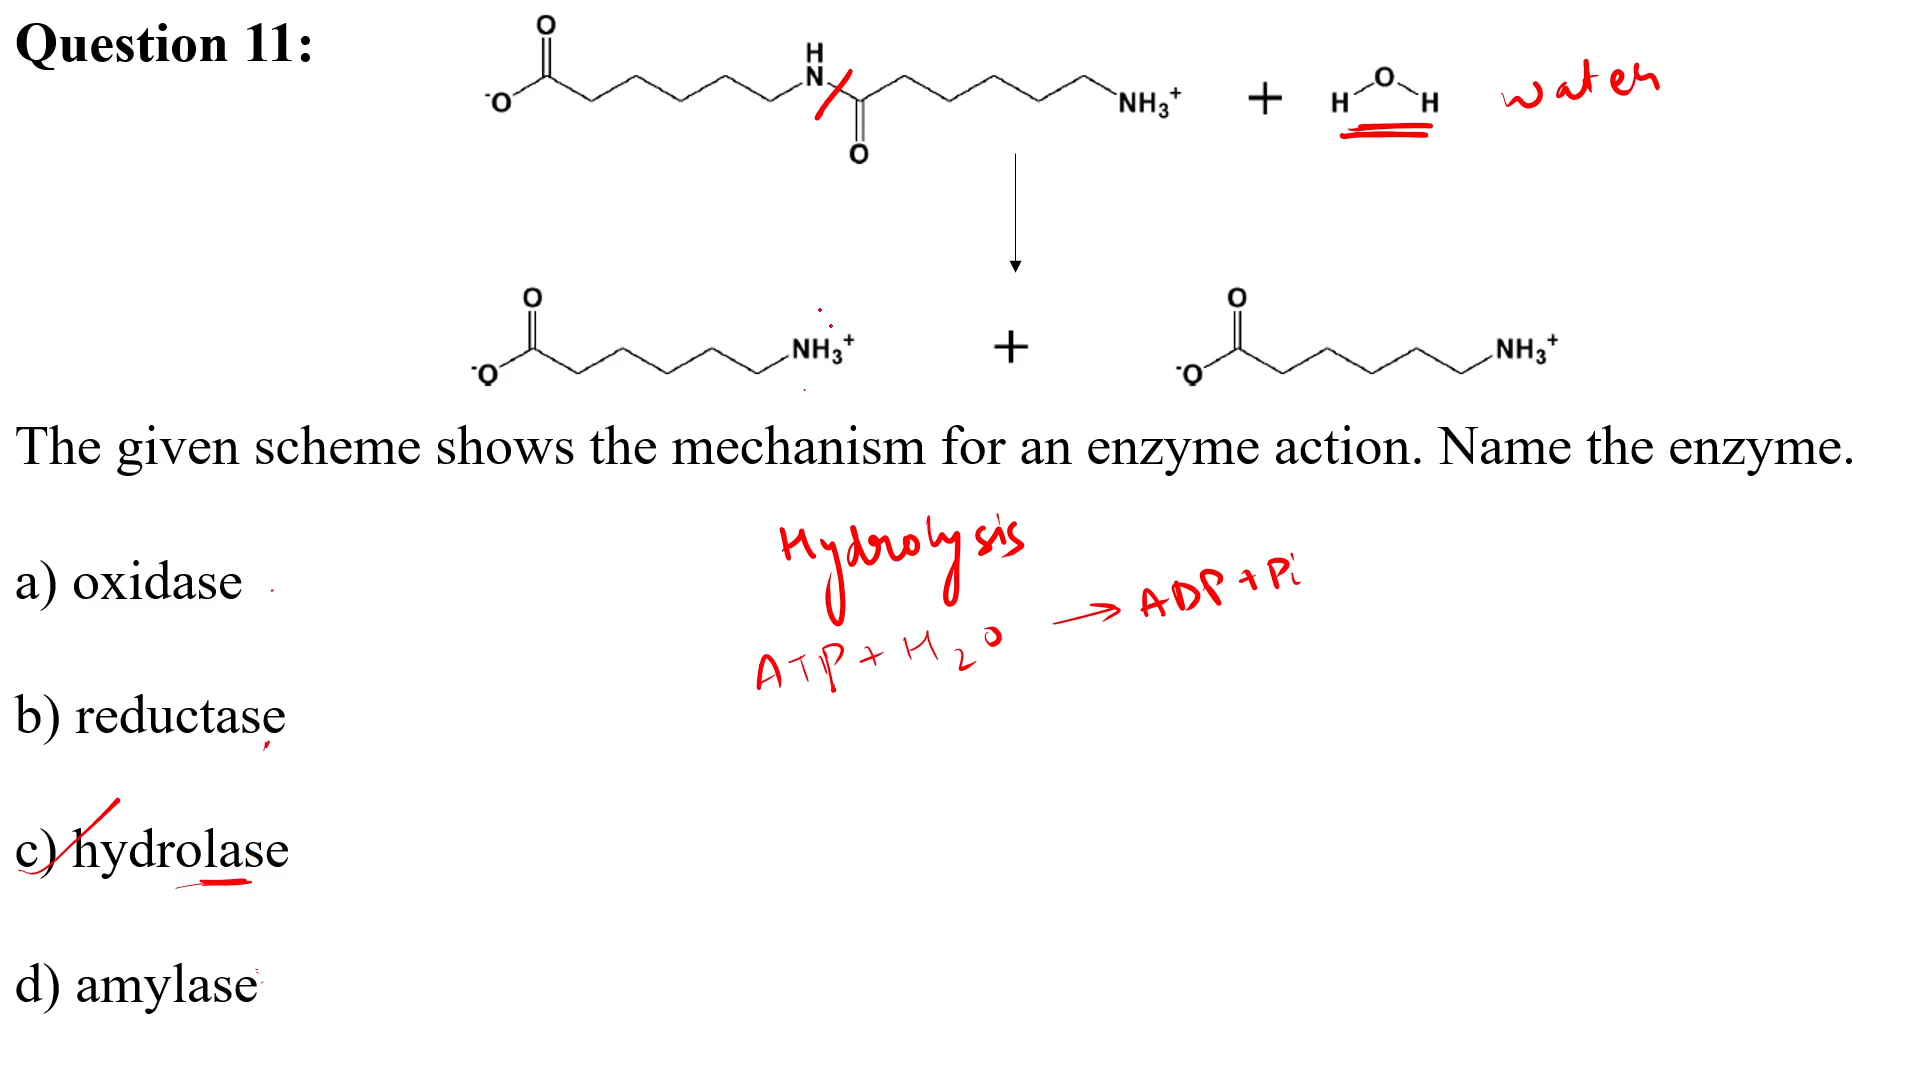 Question 11:
O
⁻O
H
N
O
NH₃⁺
+
H O H
water
O
⁻O
NH₃⁺
+
O
⁻O
NH₃⁺
The given scheme shows the mechanism for an enzyme action. Name the enzyme.
Hydrolysis
ATP + H₂O → ADP + Pi
a) oxidase
b) reductase
c) hydrolase
d) amylase